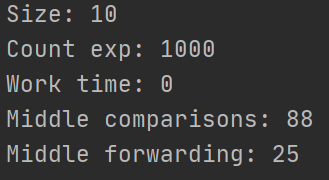 Size: 10
Count exp: 1000
Work time: 0
Middle comparisons: 88
Middle forwarding: 25